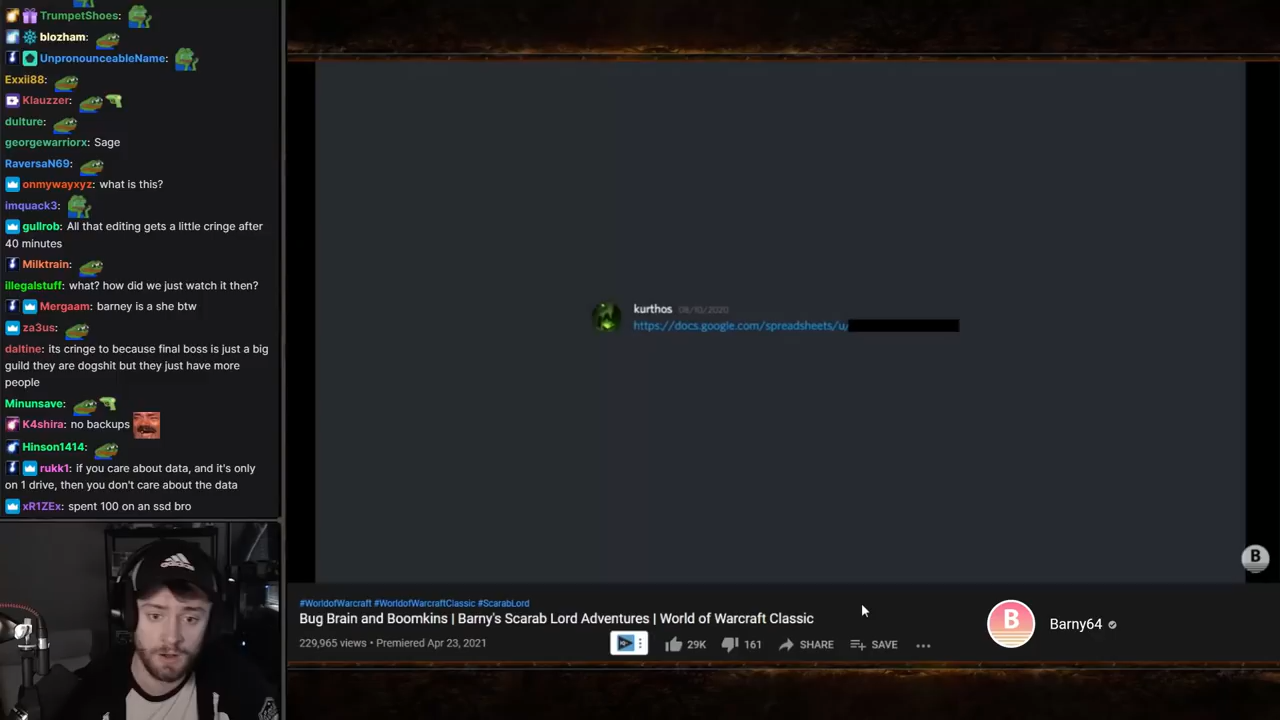 TrumpetShoes:
blozham:
UnpronounceableName:
Exxii88:
Klauzzer:
dulture:
georgewarriorx: Sage
RaversaN69:
onmywayxyz: what is this?
imquack3:
gullrob: All that editing gets a little cringe after
40 minutes
Milktrain:
illegalstuff: what? how did we just watch it then?
Mergaam: barney is a she btw
za3us:
daltine: its cringe to because final boss is just a big
guild they are dogshit but they just have more
people
Minunsave:
K4shira: no backups
Hinson1414:
rukk1: if you care about data, and it's only
on 1 drive, then you don't care about the data
xR1ZEx: spent 100 on an ssd bro
kurthos 08/10/2020
https://docs.google.com/spreadsheets/u/
B
#WorldofWarcraft #WorldofWarcraftClassic #ScarabLord
Bug Brain and Boomkins | Barny's Scarab Lord Adventures | World of Warcraft Classic
229,965 views • Premiered Apr 23, 2021
29K
161
SHARE
SAVE
B
Barny64
adidas